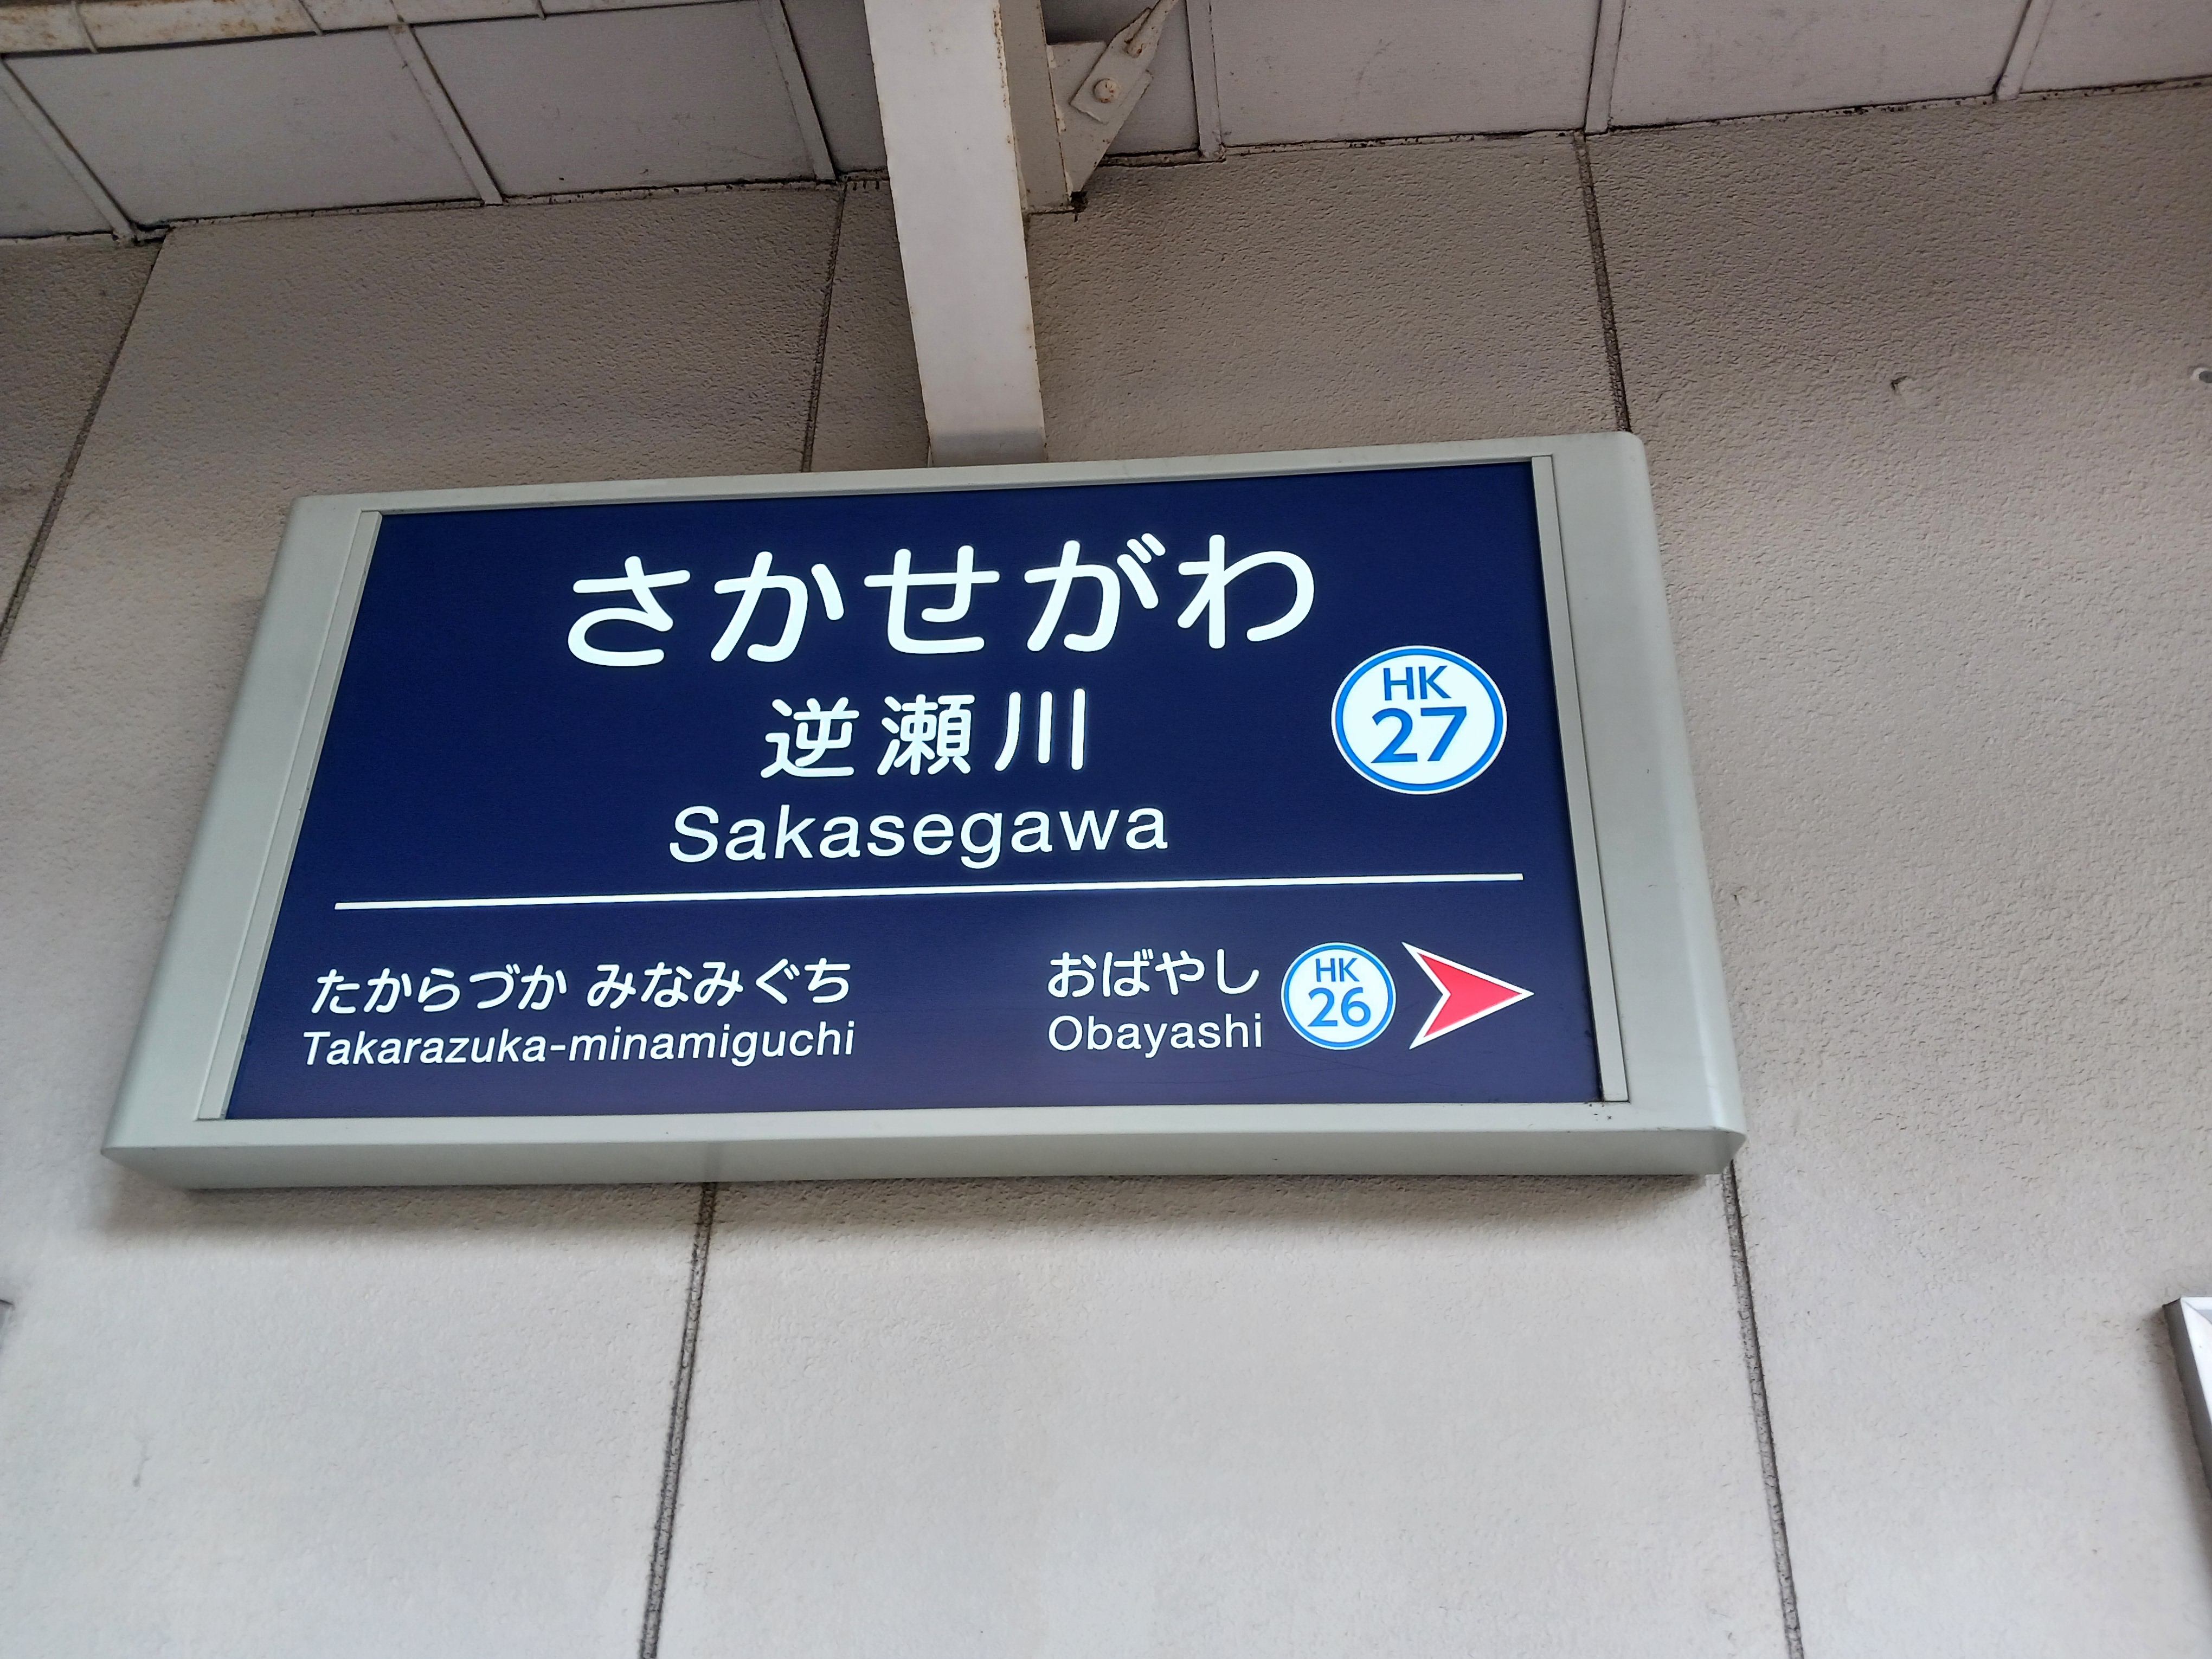 さかせがわ
逆瀬川
HK
27
Sakasegawa
たからづか みなみぐち
Takarazuka-minamiguchi
おばやし
Obayashi
HK
26